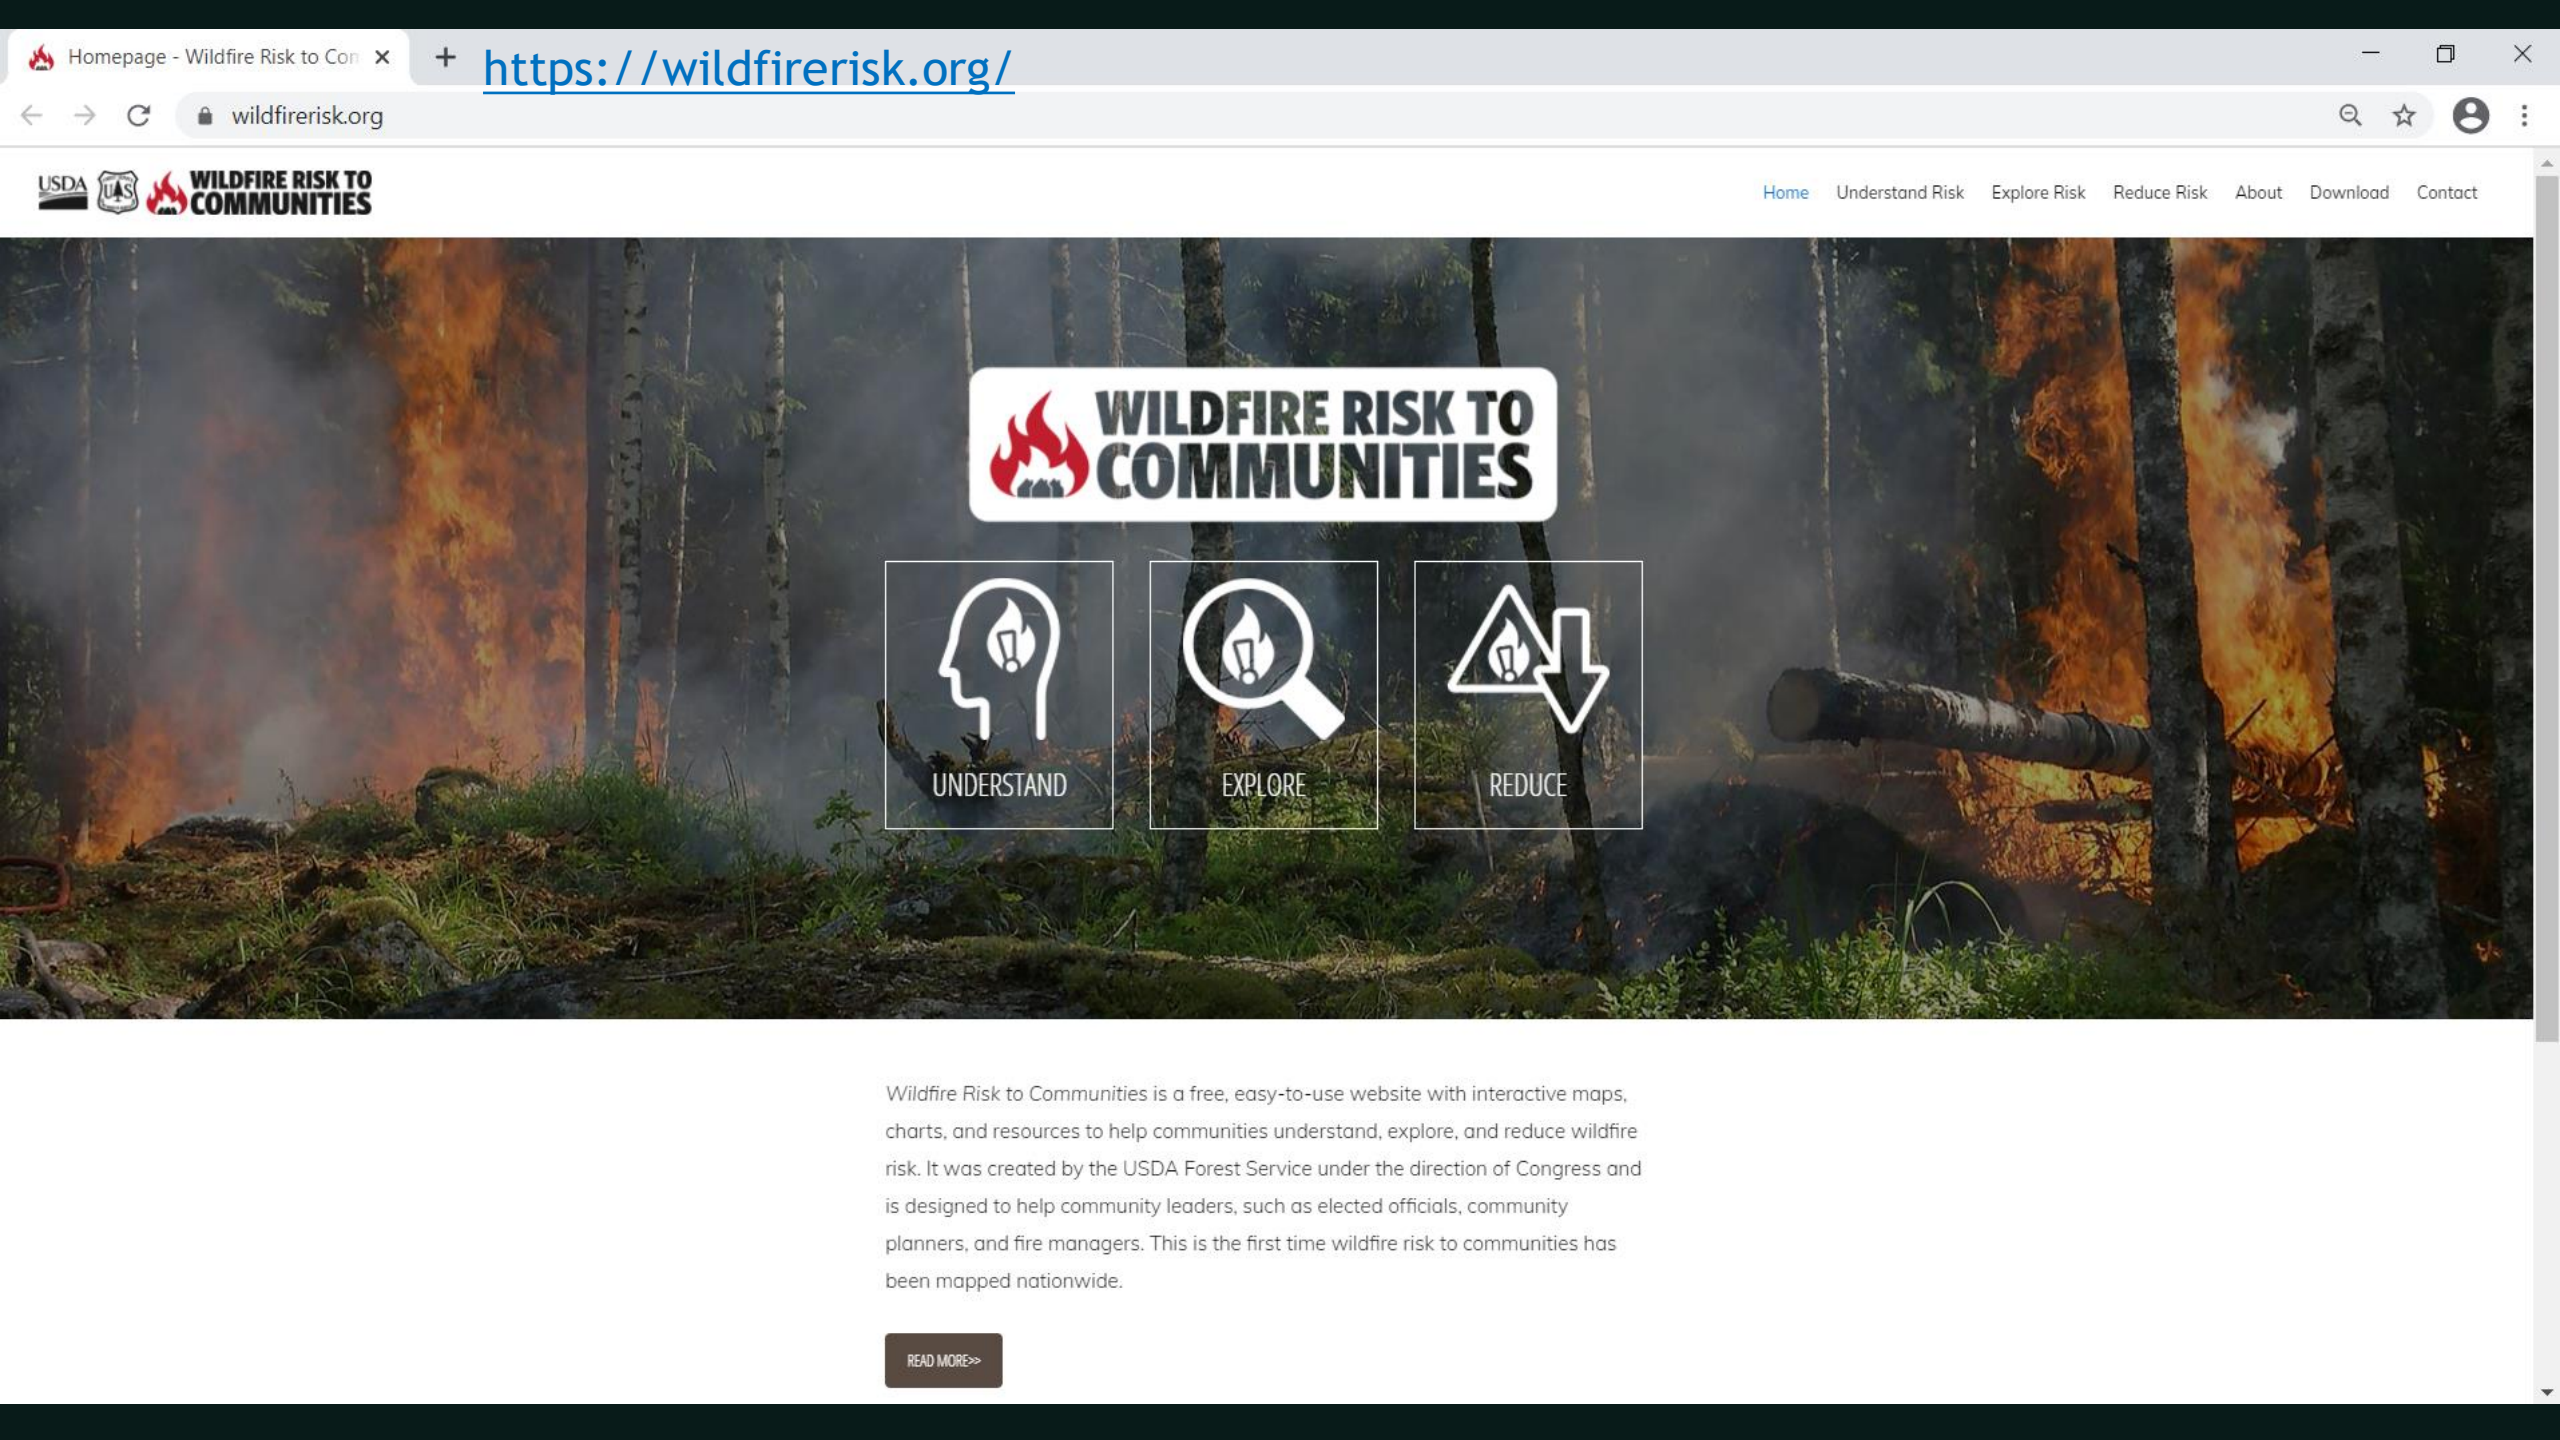 Homepage - Wildfire Risk to Con
https://wildfirerisk.org/
wildfirerisk.org
USDA
UAS
WILDFIRE RISK TO
COMMUNITIES
Home Understand Risk Explore Risk Reduce Risk About Download Contact
WILDFIRE RISK TO
COMMUNITIES
UNDERSTAND EXPLORE REDUCE
Wildfire Risk to Communities is a free, easy-to-use website with interactive maps,
charts, and resources to help communities understand, explore, and reduce wildfire
risk. It was created by the USDA Forest Service under the direction of Congress and
is designed to help community leaders, such as elected officials, community
planners, and fire managers. This is the first time wildfire risk to communities has
been mapped nationwide.
READ MORE>>